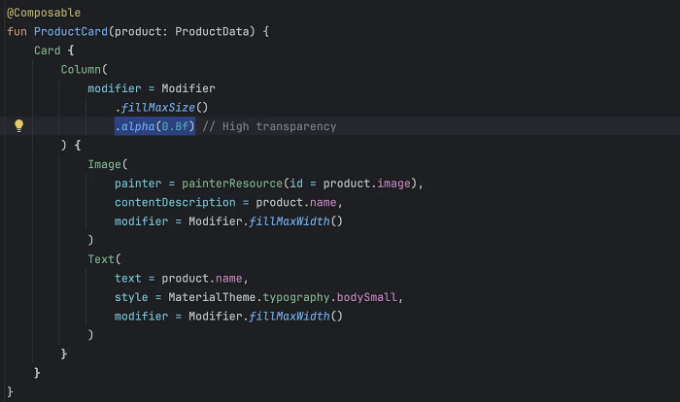 @Composable
fun ProductCard(product: ProductData) {
    Card {
        Column(
            modifier = Modifier
                .fillMaxSize()
                .alpha(0.8f) // High transparency
        ) {
            Image(
                painter = painterResource(id = product.image),
                contentDescription = product.name,
                modifier = Modifier.fillMaxWidth()
            )
            Text(
                text = product.name,
                style = MaterialTheme.typography.bodySmall,
                modifier = Modifier.fillMaxWidth()
            )
        }
    }
}